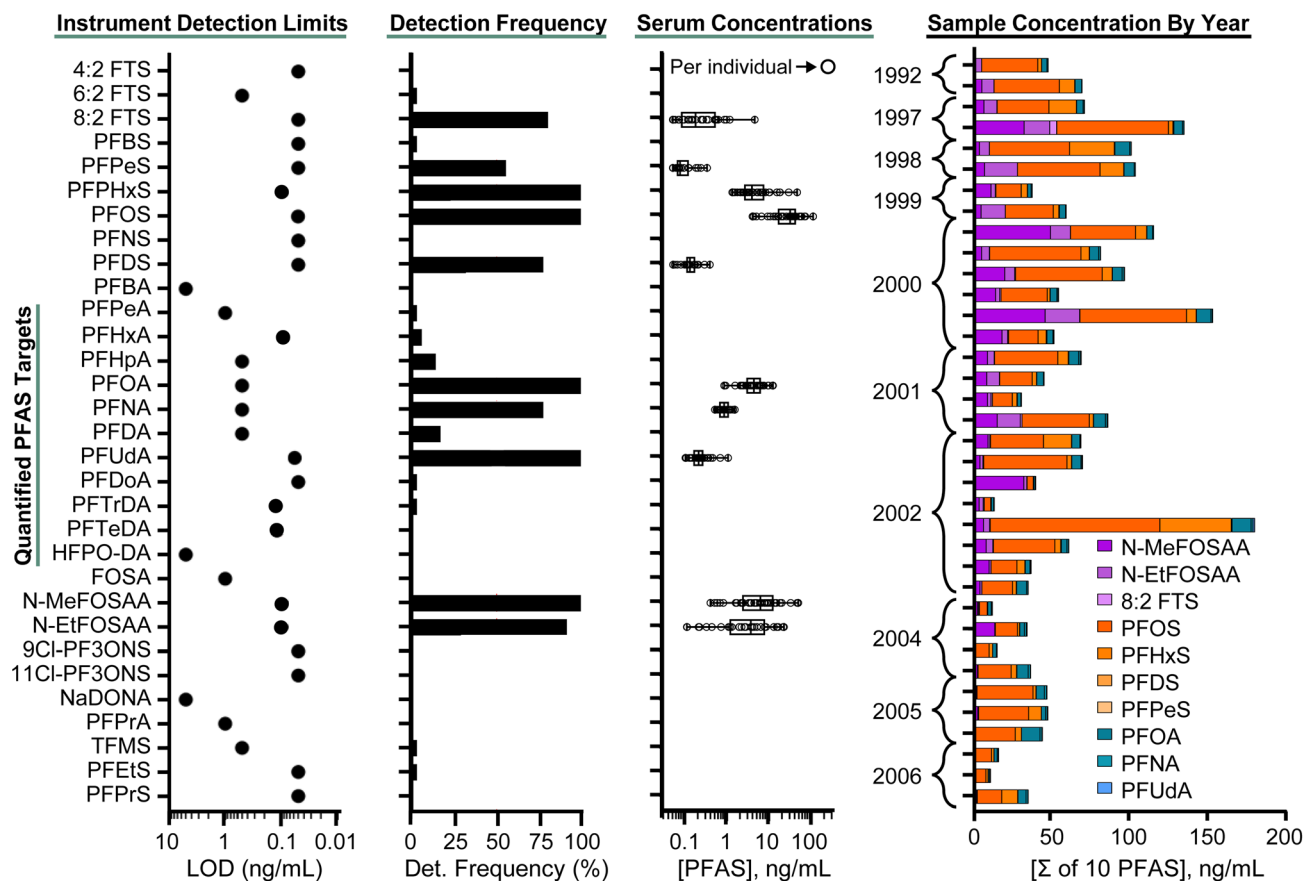 Instrument Detection Limits
Detection Frequency
Serum Concentrations
Sample Concentration By Year
Quantified PFAS Targets
4:2 FTS
6:2 FTS
8:2 FTS
PFBS
PFPeS
PFPHxS
PFOS
PFNS
PFDS
PFBA
PFPeA
PFHxA
PFHpA
PFOA
PFNA
PFDA
PFUdA
PFDoA
PFTrDA
PFTeDA
HFPO-DA
FOSA
N-MeFOSAA
N-EtFOSAA
9Cl-PF3ONS
11Cl-PF3ONS
NaDONA
PFPrA
TFMS
PFEtS
PFPrS
10 1 0.1 0.01
LOD (ng/mL)
0 25 50 75 100
Det. Frequency (%)
Per individual
0.1 1 10 100
[PFAS], ng/mL
1992
1997
1998
1999
2000
2001
2002
2004
2005
2006
N-MeFOSAA
N-EtFOSAA
8:2 FTS
PFOS
PFHxS
PFDS
PFPeS
PFOA
PFNA
PFUdA
0 50 100 150 200
[Σ of 10 PFAS], ng/mL